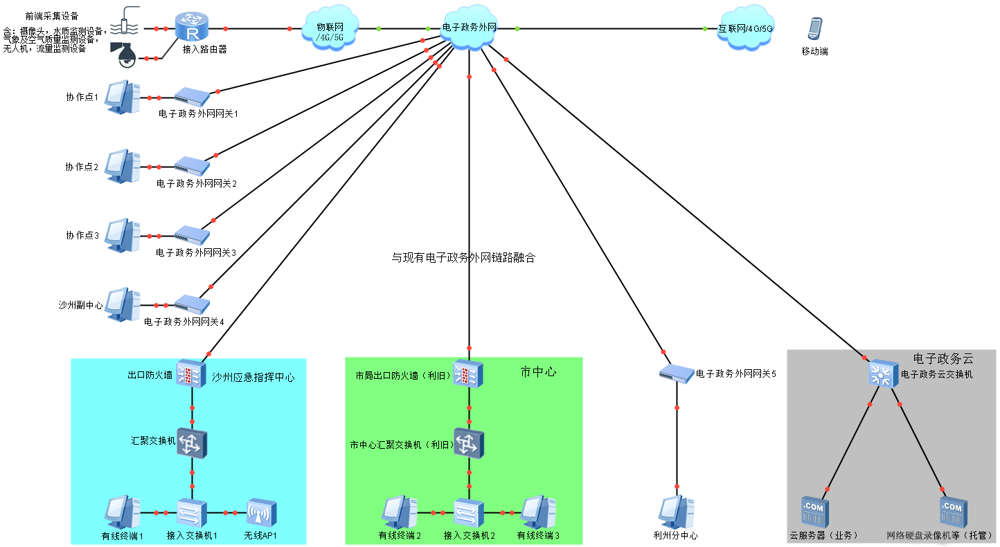 前端采集设备
含：摄像头，水质监测设备，
气象及空气质量监测设备，
无人机，流量监测设备
R
接入路由器
物联网
/4G/5G
电子政务外网
互联网/4G/5G
移动端
协作点1
电子政务外网网关1
协作点2
电子政务外网网关2
协作点3
电子政务外网网关3
与现有电子政务外网链路融合
沙州副中心
电子政务外网网关4
出口防火墙
沙州应急指挥中心
汇聚交换机
有线终端1
接入交换机1
无线AP1
市局出口防火墙（利旧）
市中心
市中心汇聚交换机（利旧）
有线终端2
接入交换机2
有线终端3
电子政务外网网关5
利州分中心
电子政务云
电子政务云交换机
.COM
.COM
云服务器（业务）
网络硬盘录像机等（托管）